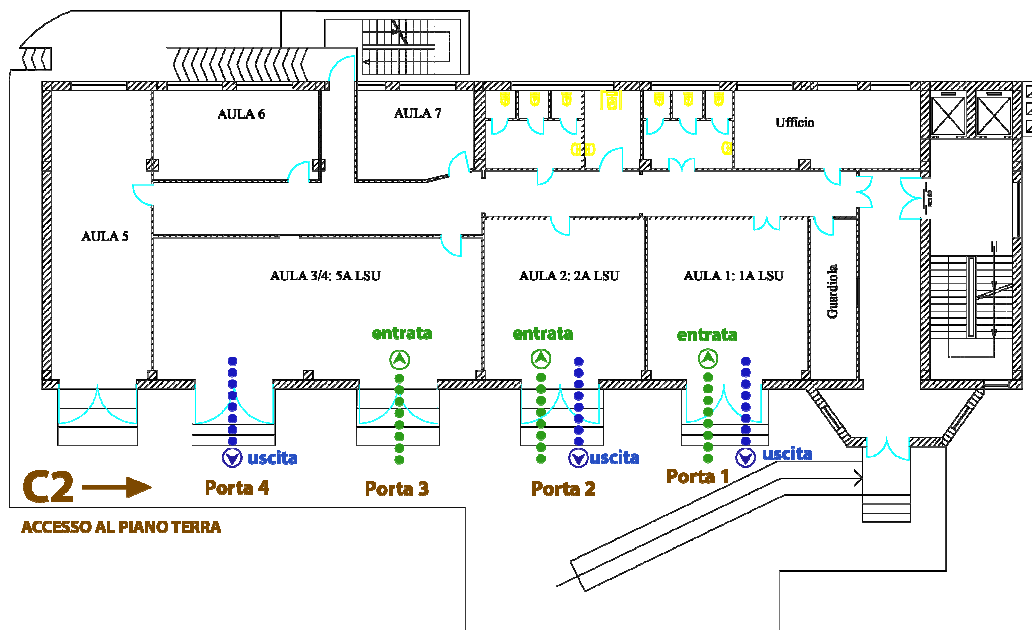 AULA 6
AULA 7
Ufficio
AULA 5
AULA 3/4: 5A LSU
AULA 2: 2A LSU
AULA 1: 1A LSU
Guardiola
entrata
entrata
entrata
uscita
uscita
uscita
Porta 4
Porta 3
Porta 2
Porta 1
C2
ACCESSO AL PIANO TERRA